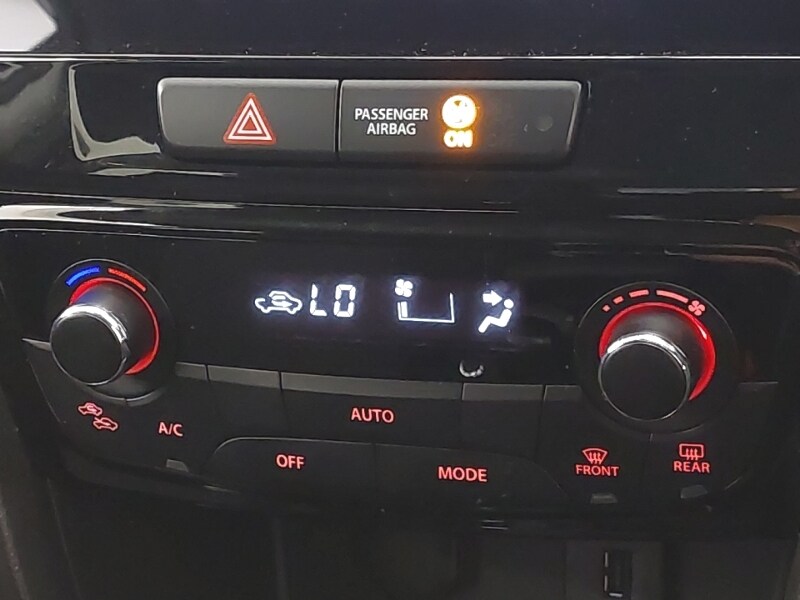 PASSENGER
AIRBAG
ON
LO
A/C
AUTO
OFF
MODE
FRONT
REAR